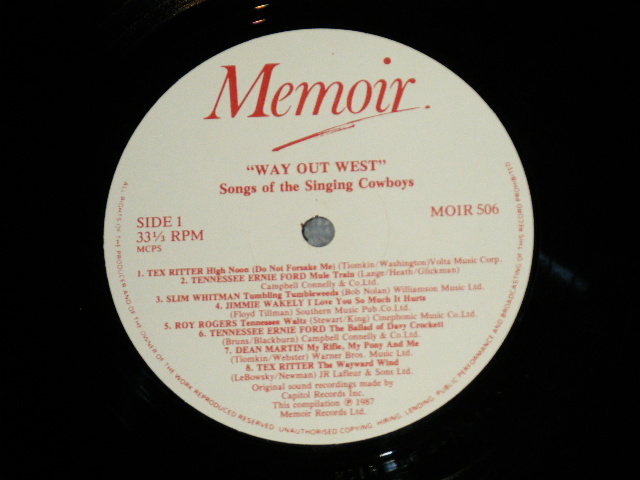 Memoir.
"WAY OUT WEST"
Songs of the Singing Cowboys
SIDE 1
33⅓ RPM
MCPS
MOIR 506
1. TEX RITTER High Noon (Do Not Forsake Me) (Tiomkin/Washington)Volta Music Corp.
2. TENNESSEE ERNIE FORD Mule Train (Lange/Heath/Glickman)
Campbell Connelly & Co.Ltd.
3. SLIM WHITMAN Tumbling Tumbleweeds (Bob Nolan) Williamson Music Ltd.
4. JIMMIE WAKELY I Love You So Much It Hurts
(Floyd Tillman) Southern Music Pub.Co.Ltd.
5. ROY ROGERS Tennessee Waltz (Stewart/King) Cinephonic Music Co.Ltd.
6. TENNESSEE ERNIE FORD The Ballad of Davy Crockett
(Bruns/Blackburn) Campbell Connelly & Co.Ltd.
7. DEAN MARTIN My Rifle, My Pony And Me
(Tiomkin/Webster) Warner Bros. Music Ltd.
8. TEX RITTER The Wayward Wind
(LeBowsky/Newman) JR Lafleur & Sons Ltd.
Original sound recordings made by
Capitol Records Inc.
This compilation ℗ 1987
Memoir Records Ltd.
ALL RIGHTS OF THE PRODUCER AND OF THE OWNER OF THE WORK REPRODUCED RESERVED. UNAUTHORISED COPYING, HIRING, LENDING, PUBLIC PERFORMANCE AND BROADCASTING OF THIS RECORD PROHIBITED